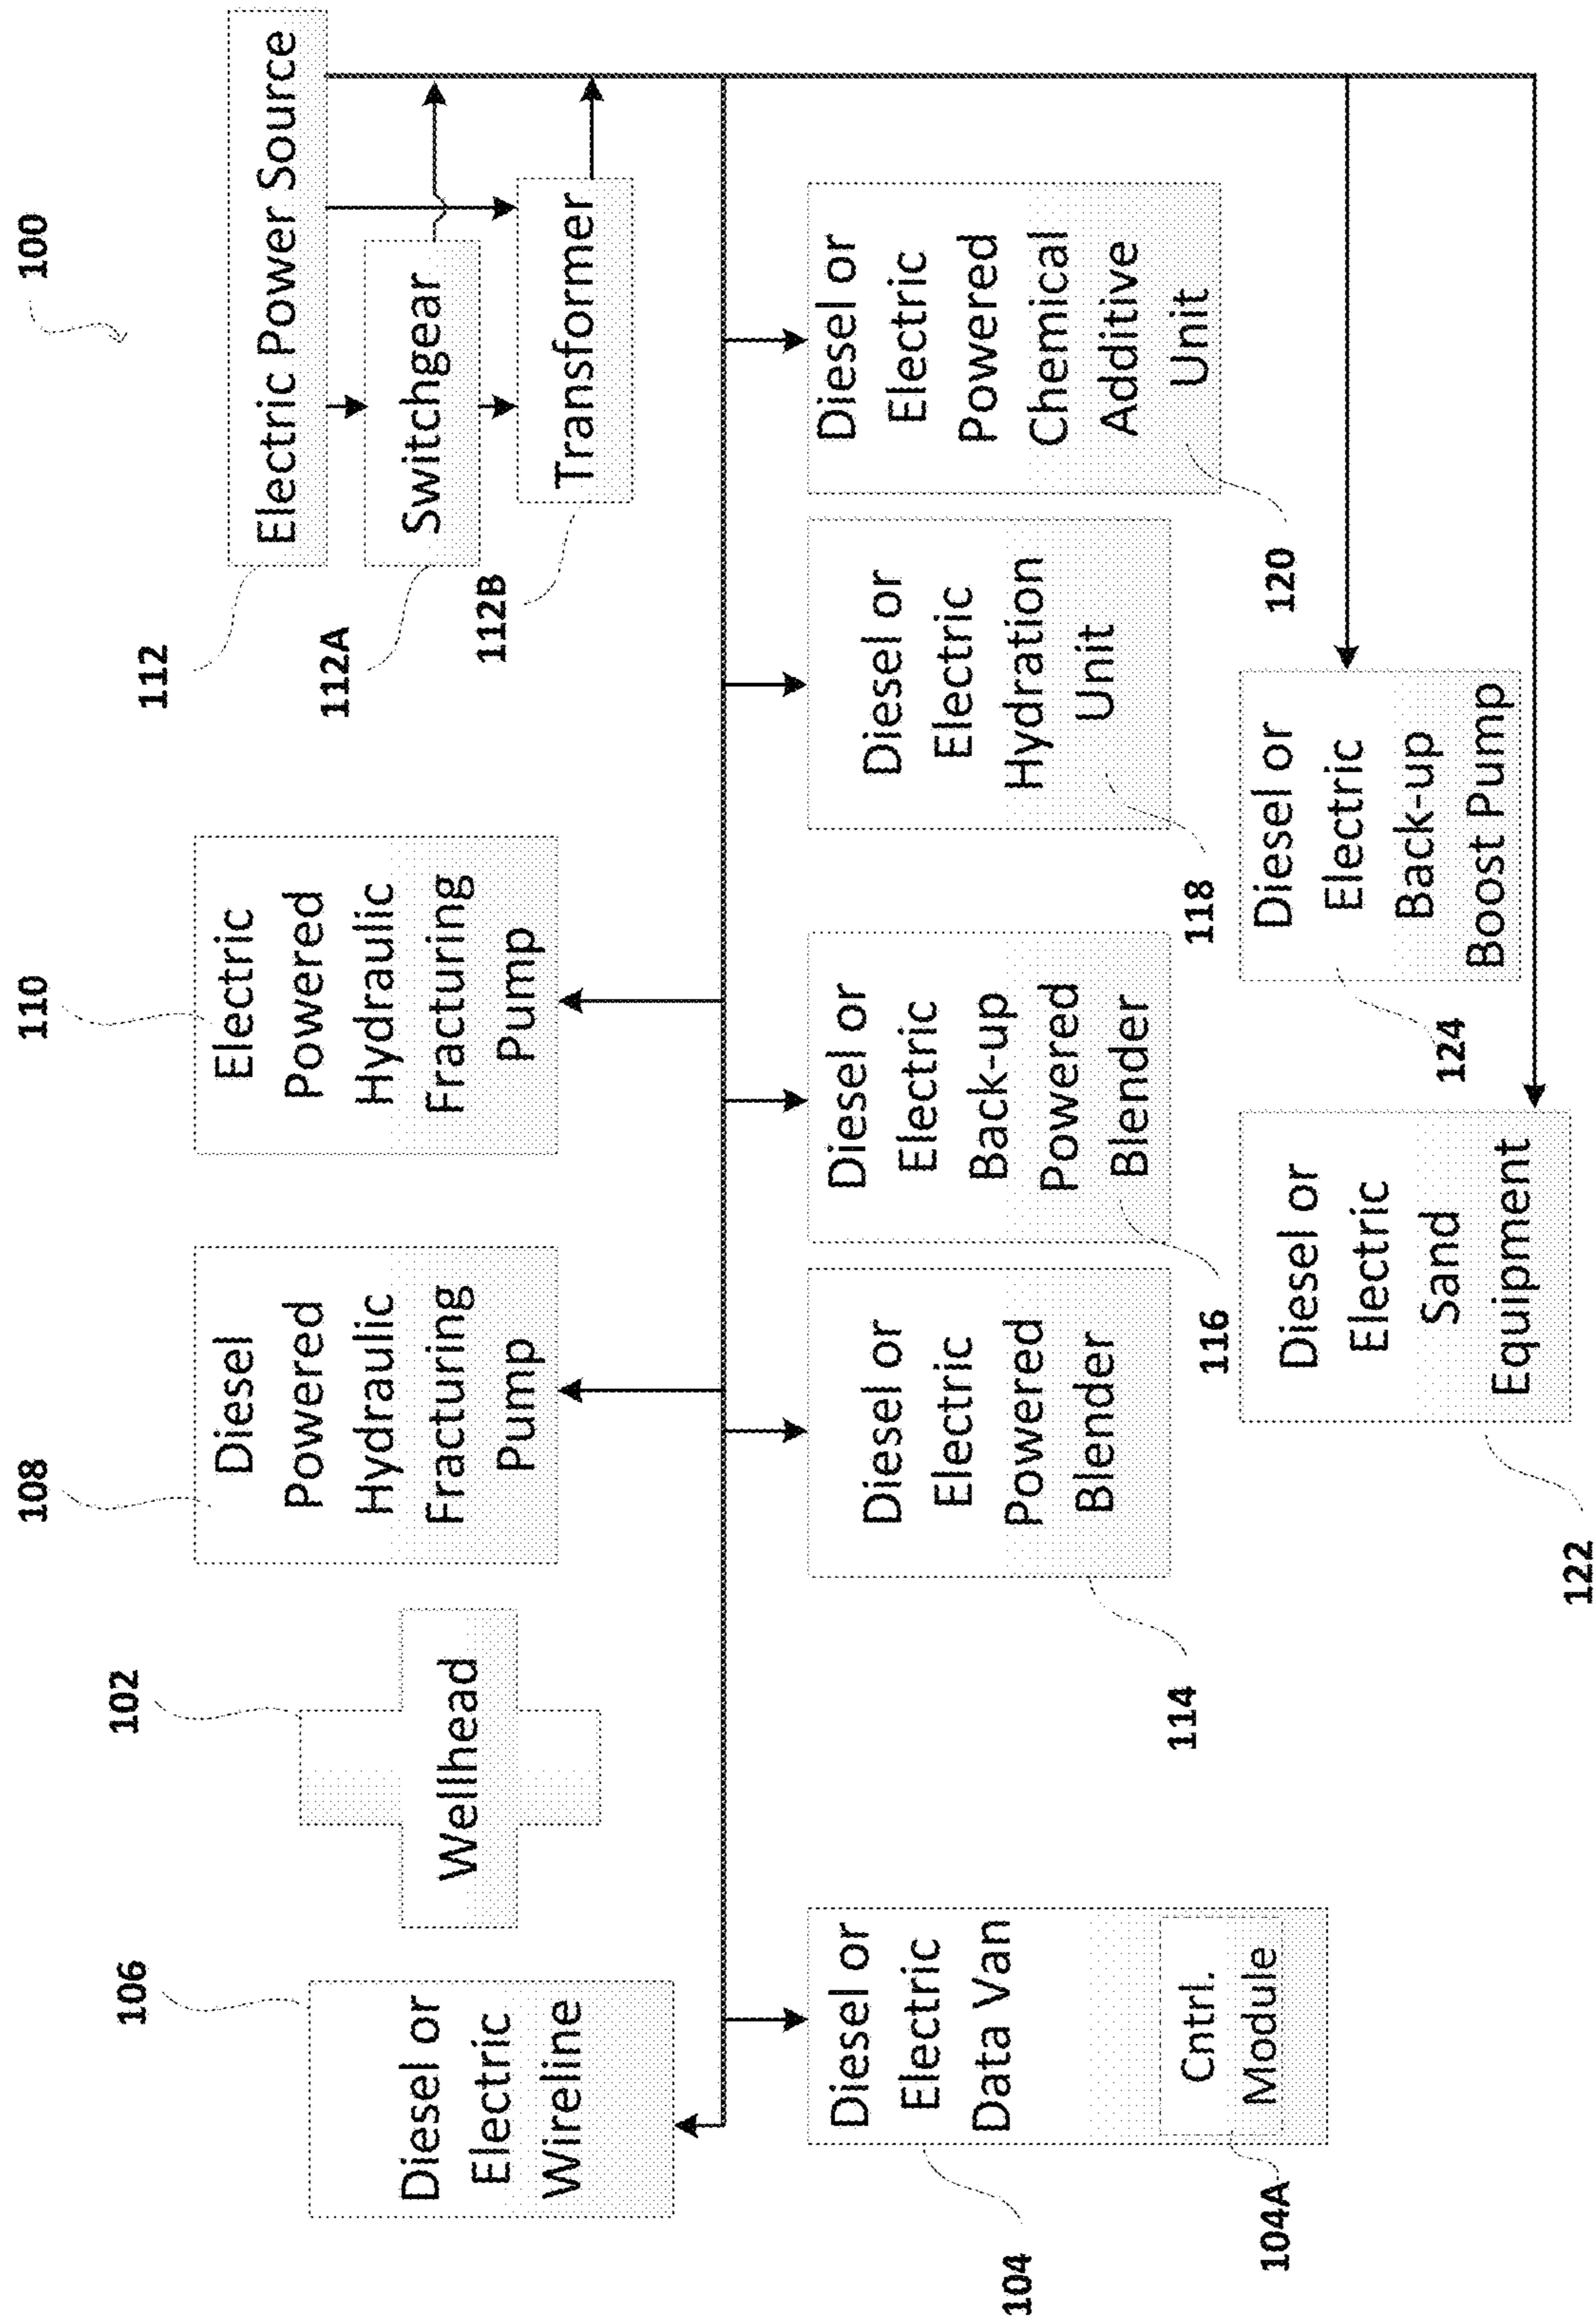 100
106
Diesel or
Electric
Wireline
102
Wellhead
108
Diesel
Powered
Hydraulic
Fracturing
Pump
110
Electric
Powered
Hydraulic
Fracturing
Pump
112
Electric Power Source
112A
Switchgear
112B
Transformer
104
Diesel or
Electric
Data Van
104A
Cntrl.
Module
114
Diesel or
Electric
Powered
Blender
116
Diesel or
Electric
Back-up
Powered
Blender
118
Diesel or
Electric
Hydration
Unit
120
Diesel or
Electric
Powered
Chemical
Additive
Unit
122
Diesel or
Electric
Sand
Equipment
124
Diesel or
Electric
Back-up
Boost Pump